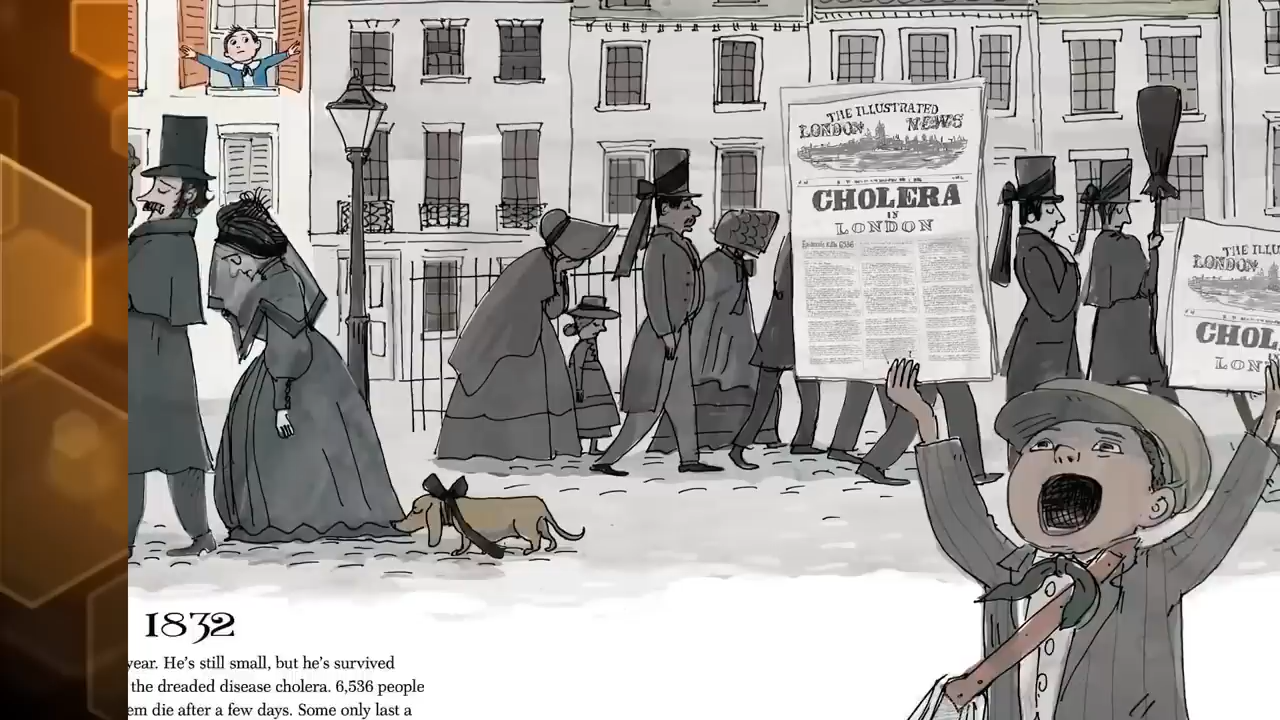 THE ILLUSTRATED
LONDON NEWS
CHOLERA
IN
LONDON
THE ILLU
LONDON
CHOL
LON
1832
year. He's still small, but he's survived
the dreaded disease cholera. 6,536 people
em die after a few days. Some only last a